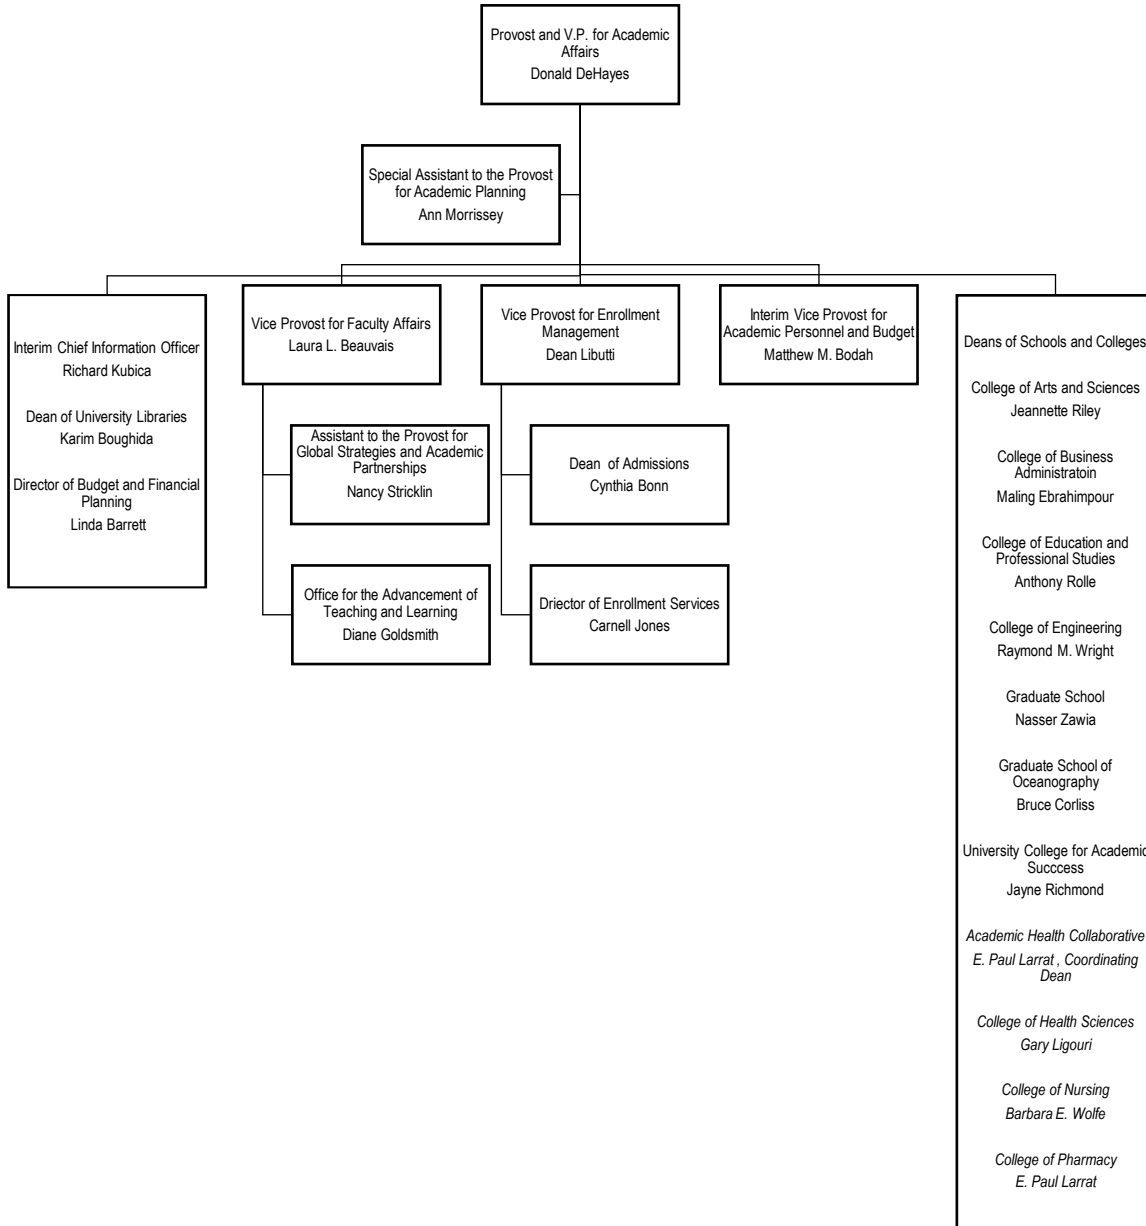 Provost and V.P. for Academic
Affairs
Donald DeHayes
Special Assistant to the Provost
for Academic Planning
Ann Morrissey
Interim Chief Information Officer
Richard Kubica
Dean of University Libraries
Karim Boughida
Director of Budget and Financial
Planning
Linda Barrett
Vice Provost for Faculty Affairs
Laura L. Beauvais
Assistant to the Provost for
Global Strategies and Academic
Partnerships
Nancy Stricklin
Office for the Advancement of
Teaching and Learning
Diane Goldsmith
Vice Provost for Enrollment
Management
Dean Libutti
Dean of Admissions
Cynthia Bonn
Driector of Enrollment Services
Carnell Jones
Interim Vice Provost for
Academic Personnel and Budget
Matthew M. Bodah
Deans of Schools and Colleges
College of Arts and Sciences
Jeannette Riley
College of Business
Administratoin
Maling Ebrahimpour
College of Education and
Professional Studies
Anthony Rolle
College of Engineering
Raymond M. Wright
Graduate School
Nasser Zawia
Graduate School of
Oceanography
Bruce Corliss
University College for Academic
Succcess
Jayne Richmond
Academic Health Collaborative
E. Paul Larrat , Coordinating
Dean
College of Health Sciences
Gary Ligouri
College of Nursing
Barbara E. Wolfe
College of Pharmacy
E. Paul Larrat